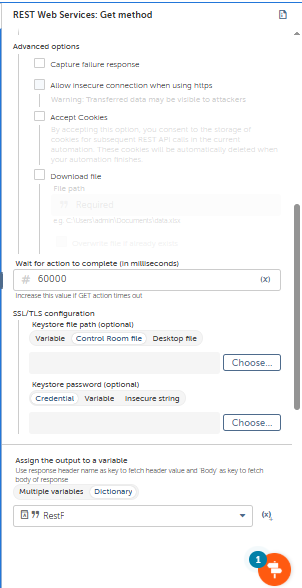 REST Web Services: Get method
Advanced options
Capture failure response
Allow insecure connection when using https
Warning: Transferred data may be visible to attackers
Accept Cookies
By accepting this option, you consent to the storage of
cookies for subsequent REST API calls in the current
automation. These cookies will be automatically deleted when
your automation finishes.
Download file
File path
Required
e.g. C:\user\admin\Documents\data.xlsx
Overwrite file if already exists
Wait for action to complete (in milliseconds)
# 60000 (x)
Increase this value if GET action times out
SSL/TLS configuration
Keystore file path (optional)
Variable Control Room file Desktop file
Choose...
Keystore password (optional)
Credential Variable Insecure string
Choose...
Assign the output to a variable
Use response header name as key to fetch header value and 'Body' as key to fetch
body of response
Multiple variables Dictionary
RestF (x)
1